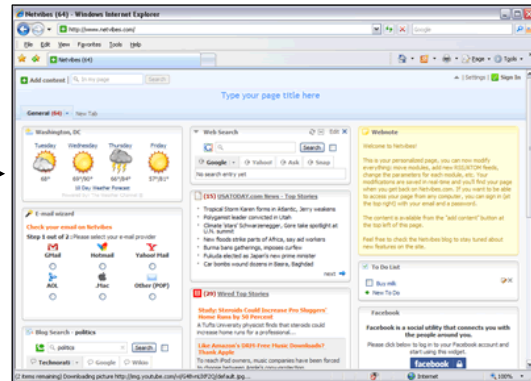 Netvibes (64) - Windows Internet Explorer
http://www.netvibes.com/
Google
File Edit View Favorites Tools Help
Netvibes (64)
Page Tools
Add content In my page Search
Settings Sign In
Type your page title here
General (64) New Tab
Washington, DC
Tuesday Wednesday Thursday Friday
10 Day Weather Forecast
E-mail wizard
Check your email on Netvibes
Step 1 out of 2 : Please select your e-mail provider
GMail Hotmail Yahoo! Mail
AOL .Mac Other (POP)
Blog Search - politics
politics Search
Technorati Google Wikio
Web Search Edit
Search
Google Yahoo! Ask Snap
No search entry yet
(15) USATODAY.com News - Top Stories
Tropical Storm Karen forms in Atlantic, Jerry weakens
Polygamist leader convicted in Utah
Climate 'stars' Schwarzenegger, Gore take spotlight at U.N. summit
New floods strike parts of Africa, say aid workers
Burma bans gatherings, imposes curfew
Fukuda elected as Japan's new prime minister
Car bombs wound dozens in Basra, Baghdad
next
(29) Wired Top Stories
Study: Steroids Could Increase Pro Sluggers'
Home Runs by 50 Percent
A Tufts University physicist finds that steroids could
increase home runs for a professional...
Like Amazon's DRM-Free Music Downloads?
Thank Apple
To reach iPod owners, music companies have been forced
Webnote
Welcome to Netvibes!
This is your personalized page, you can now modify
everything: move modules, add new RSS/ATOM feeds,
change the parameters for each module, etc. Your
modifications are saved in real-time and you'll find your page
when you get back on Netvibes.com. If you want to be able
to access your page from any computer, you can sign in (at
the top right) with your email and a password.
The content is available from the "add content" button at
the top left of the page.
Feel free to check the Netvibes blog to stay tuned about
new features on the site.
To Do List
Buy milk
New To Do
Facebook
Facebook is a social utility that connects you with
the people around you.
Please click below to log in to your Facebook Account and
start using this widget.
facebook
Internet 100%